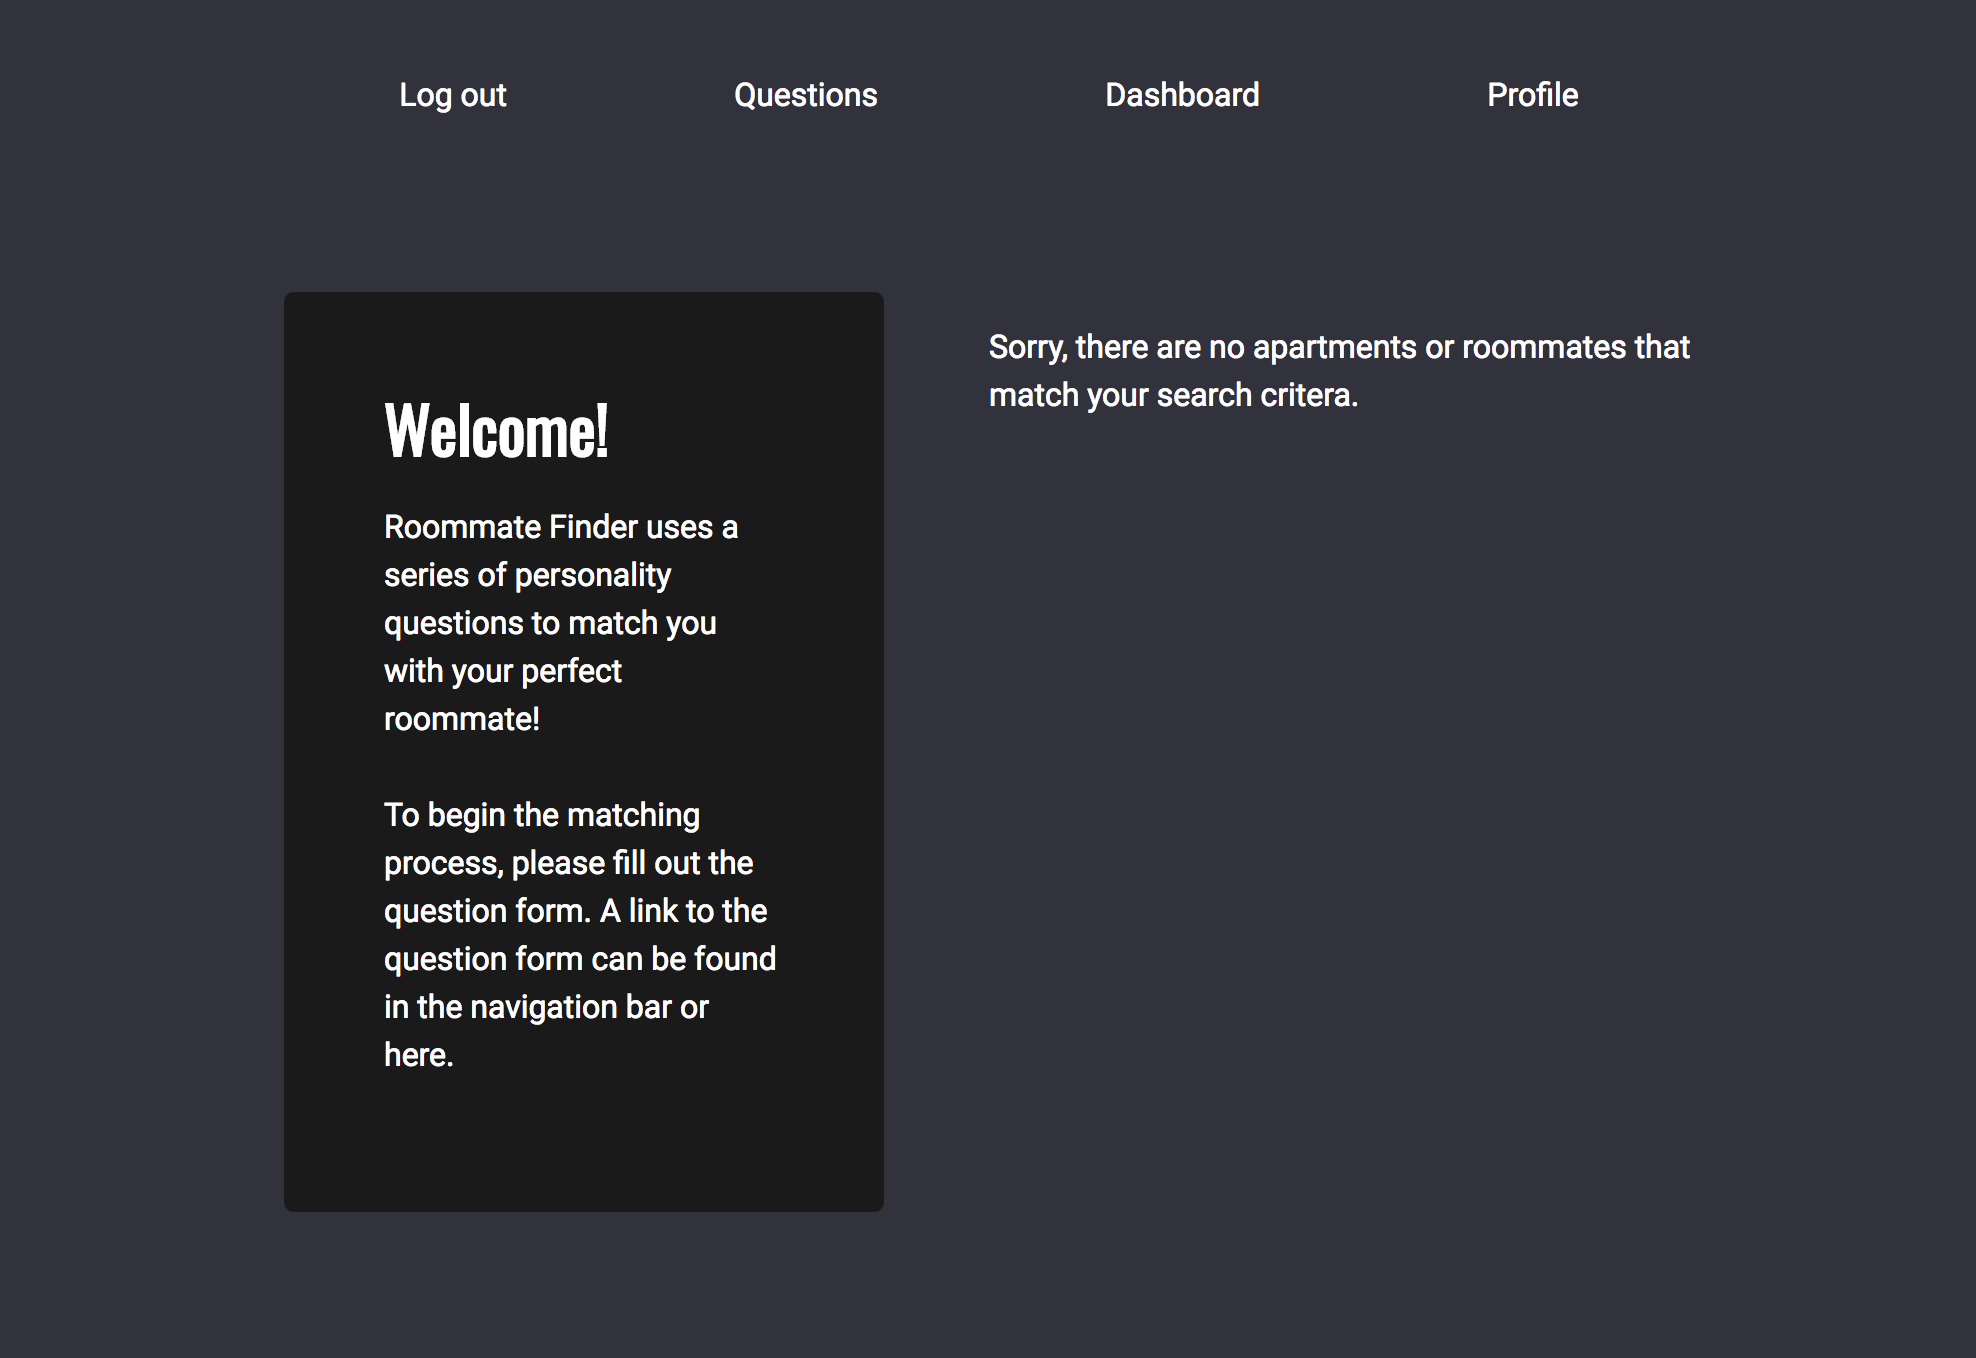 Log out Questions Dashboard Profile
Welcome!
Roommate Finder uses a
series of personality
questions to match you
with your perfect
roommate!
To begin the matching
process, please fill out the
question form. A link to the
question form can be found
in the navigation bar or
here.
Sorry, there are no apartments or roommates that
match your search critera.